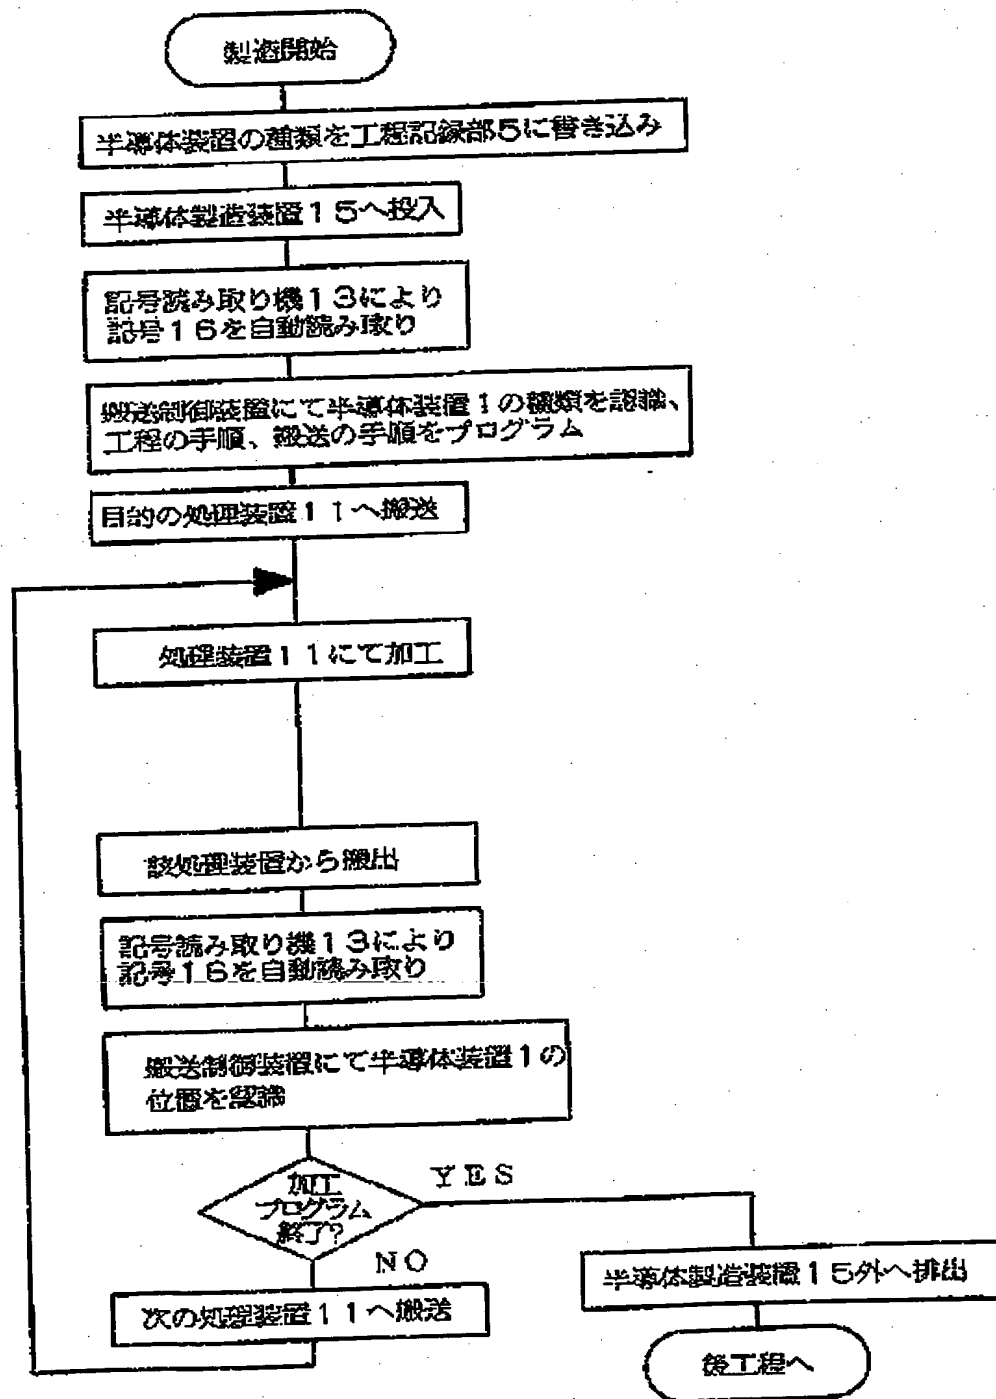 製造開始
半導体装置の種類を工程記録部5に書き込み
半導体製造装置15へ投入
記号読み取り機13により
記号16を自動読み取り
搬送制御装置にて半導体装置1の種類を認識、
工程の手順、搬送の手順をプログラム
目的の処理装置11へ搬送
処理装置11にて加工
該処理装置から搬出
記号読み取り機13により
記号16を自動読み取り
搬送制御装置にて半導体装置1の
位置を認識
加工
プログラム
終了?
YES
NO
半導体製造装置15外へ排出
次の処理装置11へ搬送
後工程へ